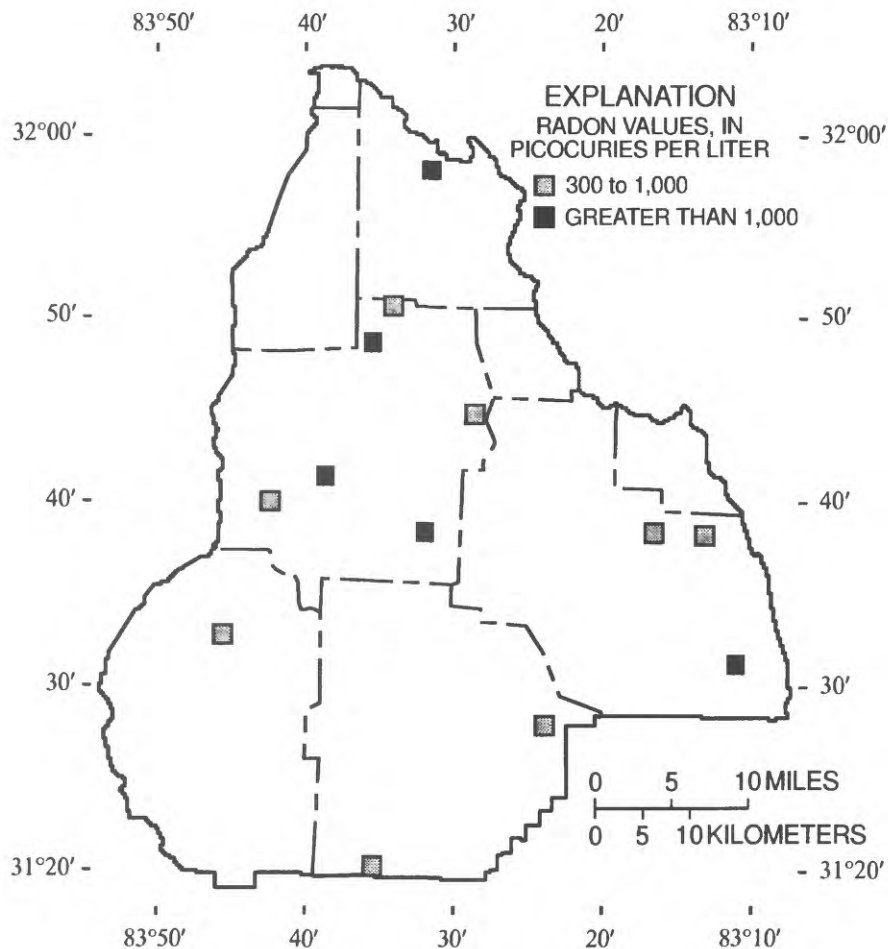 83°50′ 40′ 30′ 20′ 83°10′
EXPLANATION
RADON VALUES, IN
PICOCURIES PER LITER
300 to 1,000
GREATER THAN 1,000
32°00′ 32°00′
50′ 50′
40′ 40′
30′ 30′
0 5 10 MILES
0 5 10 KILOMETERS
31°20′ 31°20′
83°50′ 40′ 30′ 20′ 83°10′